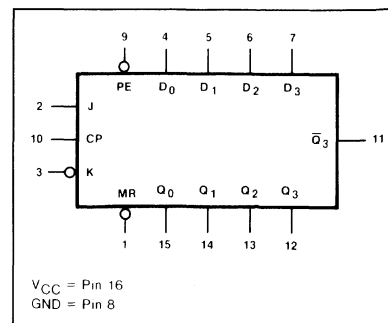 9 4 5 6 7
PE D0 D1 D2 D3
2 J
10 CP Q̅3 11
3 K
MR Q0 Q1 Q2 Q3
1 15 14 13 12
VCC = Pin 16
GND = Pin 8